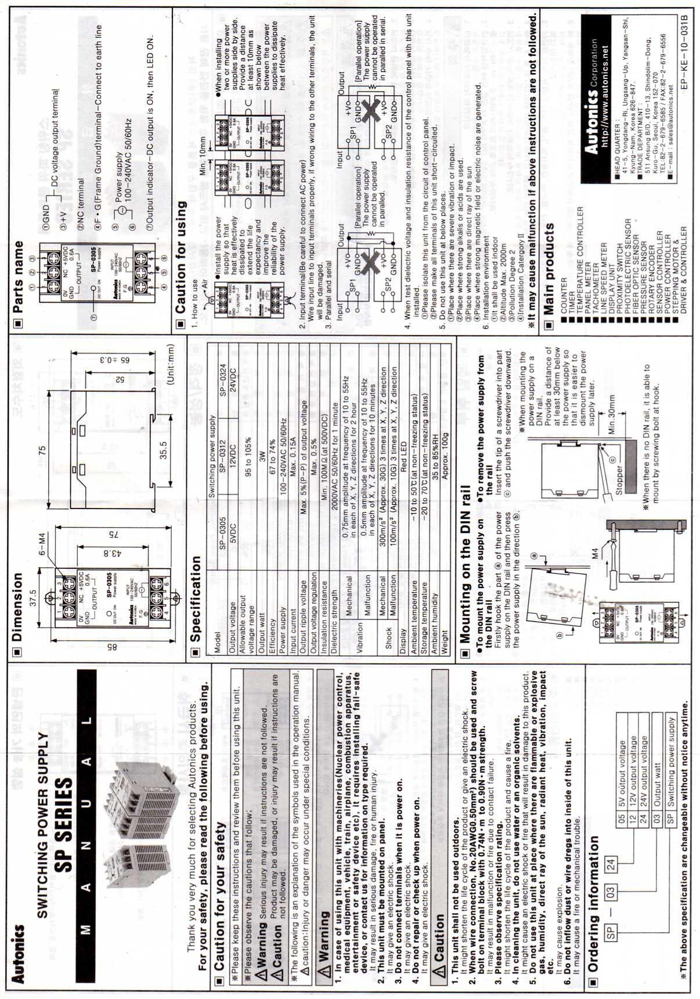 Autonics
SWITCHING POWER SUPPLY
SP SERIES
M A N U A L
Thank you very much for selecting Autonics products.
For your safety, please read the following before using.
■ Caution for your safety
※Please keep these instructions and review them before using this unit.
※Please observe the cautions that follow;
⚠Warning Serious injury may result if instructions are not followed.
⚠Caution Product may be damaged, or injury may result if instructions are
not followed.
※The following is an explanation of the symbols used in the operation manual.
⚠caution:Injury or danger may occur under special conditions.
⚠Warning
1. In case of using this unit with machineries(Nuclear power control,
medical equipment, vehicle, train, airplane, combustion apparatus,
entertainment or safety device etc), it requires installing fail-safe
device, or contact us for information on type required.
It may result in serious damage, fire or human injury.
2. This unit must be mounted on panel.
It may give an electric shock.
3. Do not connect terminals when it is power on.
It may give an electric shock.
4. Do not repair or check up when power on.
It may give an electric shock.
⚠Caution
1. This unit shall not be used outdoors.
It might shorten the life cycle of the product or give an electric shock.
2. When wire connection, No.20AWG(0.50mm²) should be used and screw
bolt on terminal block with 0.74N·m to 0.90N·m strength.
It may result in malfunction or fire due to contact failure.
3. Please observe specification rating.
It might shorten the life cycle of the product and cause a fire.
4. In cleaning the unit, do not use water or an organic solvents.
It might cause an electric shock or fire that will result in damage to this product.
5. Do not use this unit at place where there are flammable or explosive
gas, humidity, direct ray of the sun, radiant heat, vibration, impact
etc.
It may cause explosion.
6. Do not inflow dust or wire dregs into inside of this unit.
It may cause a fire or mechanical trouble.
■ Ordering information
SP – 03 24
05 5V output voltage
12 12V output voltage
24 24V output voltage
03 Output watt
SP Switching power supply
※The above specification are changeable without notice anytime.
■ Dimension
37.5
6-M4
85
75
43.8
1 2 3
0V NC +5VDC
GND 0.6A
OUTPUT
SP-0305
DC OUT ON Power supply
INPUT
Autonics 100-240VAC
MADE IN KOREA 50/60HZ
F.G
4 5 6
75
52
65±0.3
35.5
(Unit:mm)
■ Specification
Model
Switching power supply
SP-0305 SP-0312 SP-0324
Output voltage 5VDC 12VDC 24VDC
Allowable output
voltage range 95 to 105%
Output watt 3W
Efficiency 67 to 74%
Power supply 100-240VAC 50/60Hz
Input current Max. 0.15A
Output ripple voltage Max. 5%(P-P) of output voltage
Output voltage regulation Max. 0.5%
Insulation resistance Min. 100MΩ(at 500VDC)
Dielectric strength 2000VAC 50/60Hz for 1 minute
Vibration
Mechanical 0.75mm amplitude at frequency of 10 to 55Hz
in each of X, Y, Z directions for 2 hour
Malfunction 0.5mm amplitude at frequency of 10 to 55Hz
in each of X, Y, Z directions for 10 minutes
Shock
Mechanical 300m/s² (Approx. 30G) 3 times at X, Y, Z direction
Malfunction 100m/s² (Approx. 10G) 3 times at X, Y, Z direction
Display Red LED
Ambient temperature -10 to 50℃(at non-freezing status)
Storage temperature -20 to 70℃(at non-freezing status)
Ambient humidity 35 to 85%RH
Weight Approx. 100g
■ Mounting on the DIN rail
●To mount the power supply on
the DIN rail
Firstly hook the part ⓐ of the power
supply on the DIN rail and then press
the power supply in the direction ⓑ.
ⓐ
ⓑ
●To remove the power supply from
the rail
Insert the tip of a screwdriver into part
ⓒ and push the screwdriver downward.
※When mounting the
power supply on a
DIN rail.
Provide a distance of
at least 30mm below
the power supply so
that it is easier to
dismount the power
supply later.
Min.30mm
ⓒ
Stopper
M4
※When there is no DIN rail, it is able to
mount by screwing bolt at hook.
■ Parts name
① ② ③
0V NC +5VDC
GND 0.6A
OUTPUT
SP-0305
DC OUT ON Power supply
INPUT
Autonics 100-240VAC
MADE IN KOREA 50/60HZ
F.G
④ ⑤ ⑥
⑦
①GND
③+V
DC voltage output terminal
②NC terminal
④F·G(Frame Ground)terminal-Connect to earth line
⑤
⑥
Power supply
100-240VAC 50/60Hz
⑦Output indicator-DC output is ON, then LED ON.
■ Caution for using
1. How to use
Air
●Install the power
supply so that
heat is effectively
dissipated to
extend the life
expectancy and
improve the
reliability of the
power supply.
Min. 10mm
●When installing
two or more power
supplies side by side.
Provide a distance
at least 10mm as
shown below
between the power
supplies to dissipate
heat effectively.
2. Input terminal(Be careful to connect AC power)
Wire input line to input terminals properly, if wrong wiring to the other terminals, the unit
will be damaged.
3. Parallel and serial
Input
Output
SP1
+V
GND
SP2
+V
GND
[Parallel operation]
The power supply
cannot be operated
in paralled.
Input
Output
SP1
+V
GND
SP2
+V
GND
[Parallel operation]
The power supply
cannot be operated
in paralled in serial.
4. When test dielectric voltage and insulation resistance of the control panel with this unit
installed.
①Please isolate this unit from the circuit of control panel.
②Please make all terminals of this unit short-circuited.
5. Do not use this unit at below places.
①Place where there are severe vibration or impact.
②Place where strong alkalis or acids are used.
③Place where there are direct ray of the sun
④Place where strong magnetic field or electric noise are generated.
6. Installation environment
①It shall be used indoor
②Altitude Max. 2000m
③Pollution Degree 2
④Installation CatergoryⅡ
※It may cause malfunction if above instructions are not followed.
■ Main products
■ COUNTER
■ TIMER
■ TEMPERATURE CONTROLLER
■ PANEL METER
■ TACHOMETER
■ LINE SPEED METER
■ DISPLAY UNIT
■ PROXIMITY SWITCH
■ PHOTOELECTRIC SENSOR
■ FIBER OPTIC SENSOR
■ PRESSURE SENSOR
■ ROTARY ENCODER
■ SENSOR CONTROLLER
■ POWER CONTROLLER
■ STEPPING MOTOR &
DRIVER & CONTROLLER
Autonics Corporation
http://www.autonics.net
■HEAD QUARTER :
41-5, Yongdang-Ri, Ungsang-Up, Yangsan-Shi,
Kyung-Nam, Korea 626-847.
■TRADE DEPARTMENT :
511 Ansung B/D, 410-13, Shindolim-Dong,
Kuro-Gu, Seoul, Korea 152-070
TEL:82-2-679-6585 / FAX:82-2-679-6556
■E-mail : sales@autonics.net
EP-KE-10-031B